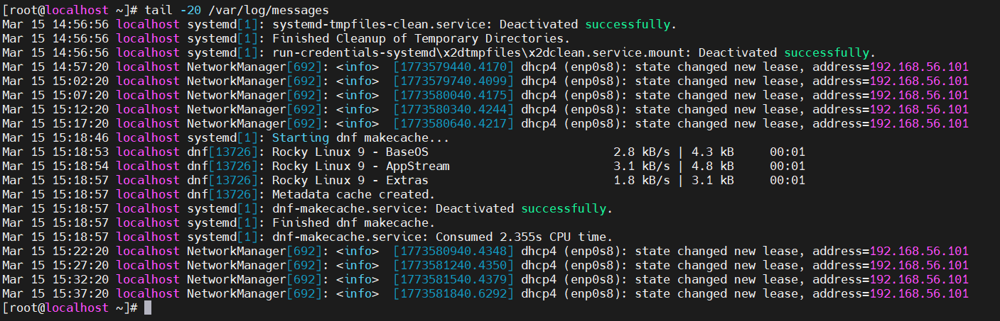 [root@localhost ~]# tail -20 /var/log/messages
Mar 15 14:56:56 localhost systemd[1]: systemd-tmpfiles-clean.service: Deactivated successfully.
Mar 15 14:56:56 localhost systemd[1]: Finished Cleanup of Temporary Directories.
Mar 15 14:56:56 localhost systemd[1]: run-credentials-systemd\x2dtmpfiles\x2dclean.service.mount: Deactivated successfully.
Mar 15 14:57:20 localhost NetworkManager[692]: <info>  [1773579440.4170] dhcp4 (enp0s8): state changed new lease, address=192.168.56.101
Mar 15 15:02:20 localhost NetworkManager[692]: <info>  [1773579740.4099] dhcp4 (enp0s8): state changed new lease, address=192.168.56.101
Mar 15 15:07:20 localhost NetworkManager[692]: <info>  [1773580040.4175] dhcp4 (enp0s8): state changed new lease, address=192.168.56.101
Mar 15 15:12:20 localhost NetworkManager[692]: <info>  [1773580340.4244] dhcp4 (enp0s8): state changed new lease, address=192.168.56.101
Mar 15 15:17:20 localhost NetworkManager[692]: <info>  [1773580640.4217] dhcp4 (enp0s8): state changed new lease, address=192.168.56.101
Mar 15 15:18:46 localhost systemd[1]: Starting dnf makecache...
Mar 15 15:18:53 localhost dnf[13726]: Rocky Linux 9 - BaseOS                          2.8 kB/s | 4.3 kB     00:01
Mar 15 15:18:54 localhost dnf[13726]: Rocky Linux 9 - AppStream                       3.1 kB/s | 4.8 kB     00:01
Mar 15 15:18:57 localhost dnf[13726]: Rocky Linux 9 - Extras                          1.8 kB/s | 3.1 kB     00:01
Mar 15 15:18:57 localhost dnf[13726]: Metadata cache created.
Mar 15 15:18:57 localhost systemd[1]: dnf-makecache.service: Deactivated successfully.
Mar 15 15:18:57 localhost systemd[1]: Finished dnf makecache.
Mar 15 15:18:57 localhost systemd[1]: dnf-makecache.service: Consumed 2.355s CPU time.
Mar 15 15:22:20 localhost NetworkManager[692]: <info>  [1773580940.4348] dhcp4 (enp0s8): state changed new lease, address=192.168.56.101
Mar 15 15:27:20 localhost NetworkManager[692]: <info>  [1773581240.4350] dhcp4 (enp0s8): state changed new lease, address=192.168.56.101
Mar 15 15:32:20 localhost NetworkManager[692]: <info>  [1773581540.4379] dhcp4 (enp0s8): state changed new lease, address=192.168.56.101
Mar 15 15:37:20 localhost NetworkManager[692]: <info>  [1773581840.6292] dhcp4 (enp0s8): state changed new lease, address=192.168.56.101
[root@localhost ~]#